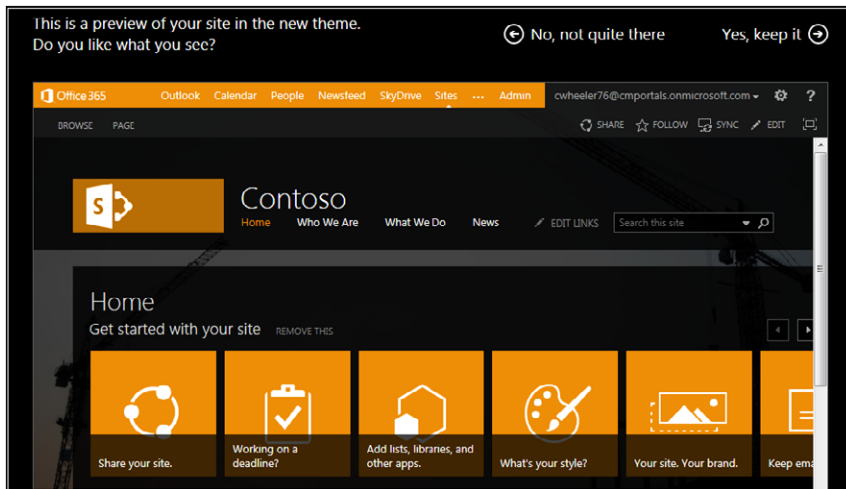 This is a preview of your site in the new theme.
Do you like what you see?
No, not quite there
Yes, keep it
Office 365
Outlook Calendar People Newsfeed SkyDrive Sites ... Admin
cwheeler76@cmportals.onmicrosoft.com
?
BROWSE PAGE
SHARE FOLLOW SYNC EDIT
S
Contoso
Home Who We Are What We Do News
EDIT LINKS
Search this site
Home
Get started with your site REMOVE THIS
Share your site.
Working on a
deadline?
Add lists, libraries, and
other apps.
What's your style?
Your site. Your brand.
Keep